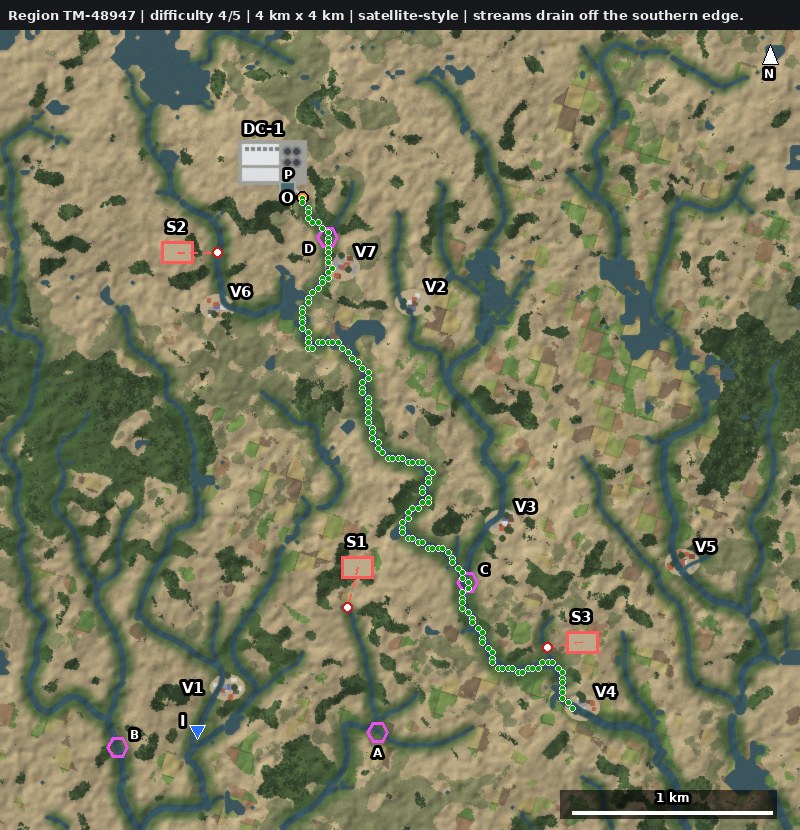 Region TM-48947 | difficulty 4/5 | 4 km x 4 km | satellite-style | streams drain off the southern edge.
N
DC-1
P
O
S2
D
V7
V6
V2
V3
S1
V5
C
S3
V1
V4
I
B
A
1 km